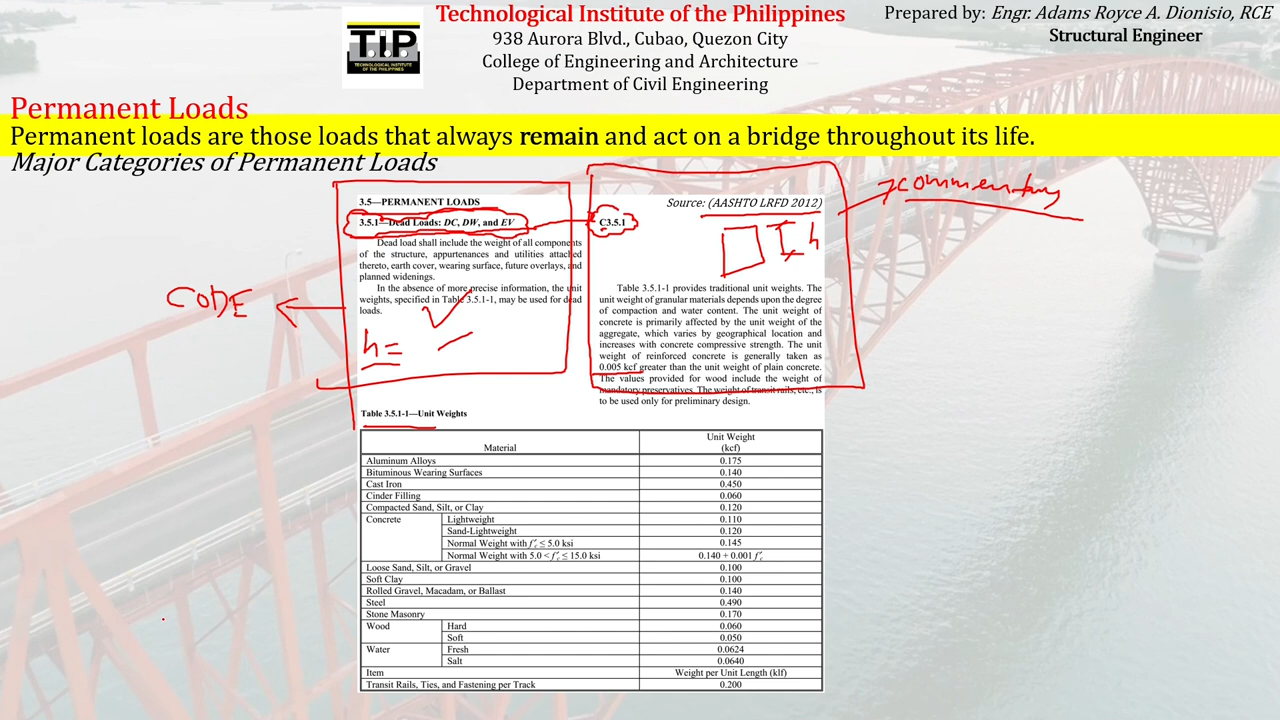 Technological Institute of the Philippines
938 Aurora Blvd., Cubao, Quezon City
College of Engineering and Architecture
Department of Civil Engineering
TiP
TECHNOLOGICAL INSTITUTE
OF THE PHILIPPINES
Prepared by: Engr. Adams Royce A. Dionisio, RCE
Structural Engineer
Permanent Loads
Permanent loads are those loads that always remain and act on a bridge throughout its life.
Major Categories of Permanent Loads
3.5—PERMANENT LOADS
3.5.1—Dead Loads: DC, DW, and EV
Dead load shall include the weight of all components
of the structure, appurtenances and utilities attached
thereto, earth cover, wearing surface, future overlays, and
planned widenings.
In the absence of more precise information, the unit
weights, specified in Table 3.5.1-1, may be used for dead
loads.
CODE
h=
Source: (AASHTO LRFD 2012)
C3.5.1
h
commentary
Table 3.5.1-1 provides traditional unit weights. The
unit weight of granular materials depends upon the degree
of compaction and water content. The unit weight of
concrete is primarily affected by the unit weight of the
aggregate, which varies by geographical location and
increases with concrete compressive strength. The unit
weight of reinforced concrete is generally taken as
0.005 kcf greater than the unit weight of plain concrete.
The values provided for wood include the weight of
mandatory preservatives. The weight of transit rails, etc., is
to be used only for preliminary design.
Table 3.5.1-1—Unit Weights
Material Unit Weight (kcf)
Aluminum Alloys 0.175
Bituminous Wearing Surfaces 0.140
Cast Iron 0.450
Cinder Filling 0.060
Compacted Sand, Silt, or Clay 0.120
Concrete Lightweight 0.110
Sand-Lightweight 0.120
Normal Weight with f′c ≤ 5.0 ksi 0.145
Normal Weight with 5.0 < f′c ≤ 15.0 ksi 0.140 + 0.001 f′c
Loose Sand, Silt, or Gravel 0.100
Soft Clay 0.100
Rolled Gravel, Macadam, or Ballast 0.140
Steel 0.490
Stone Masonry 0.170
Wood Hard 0.060
Soft 0.050
Water Fresh 0.0624
Salt 0.0640
Item Weight per Unit Length (klf)
Transit Rails, Ties, and Fastening per Track 0.200